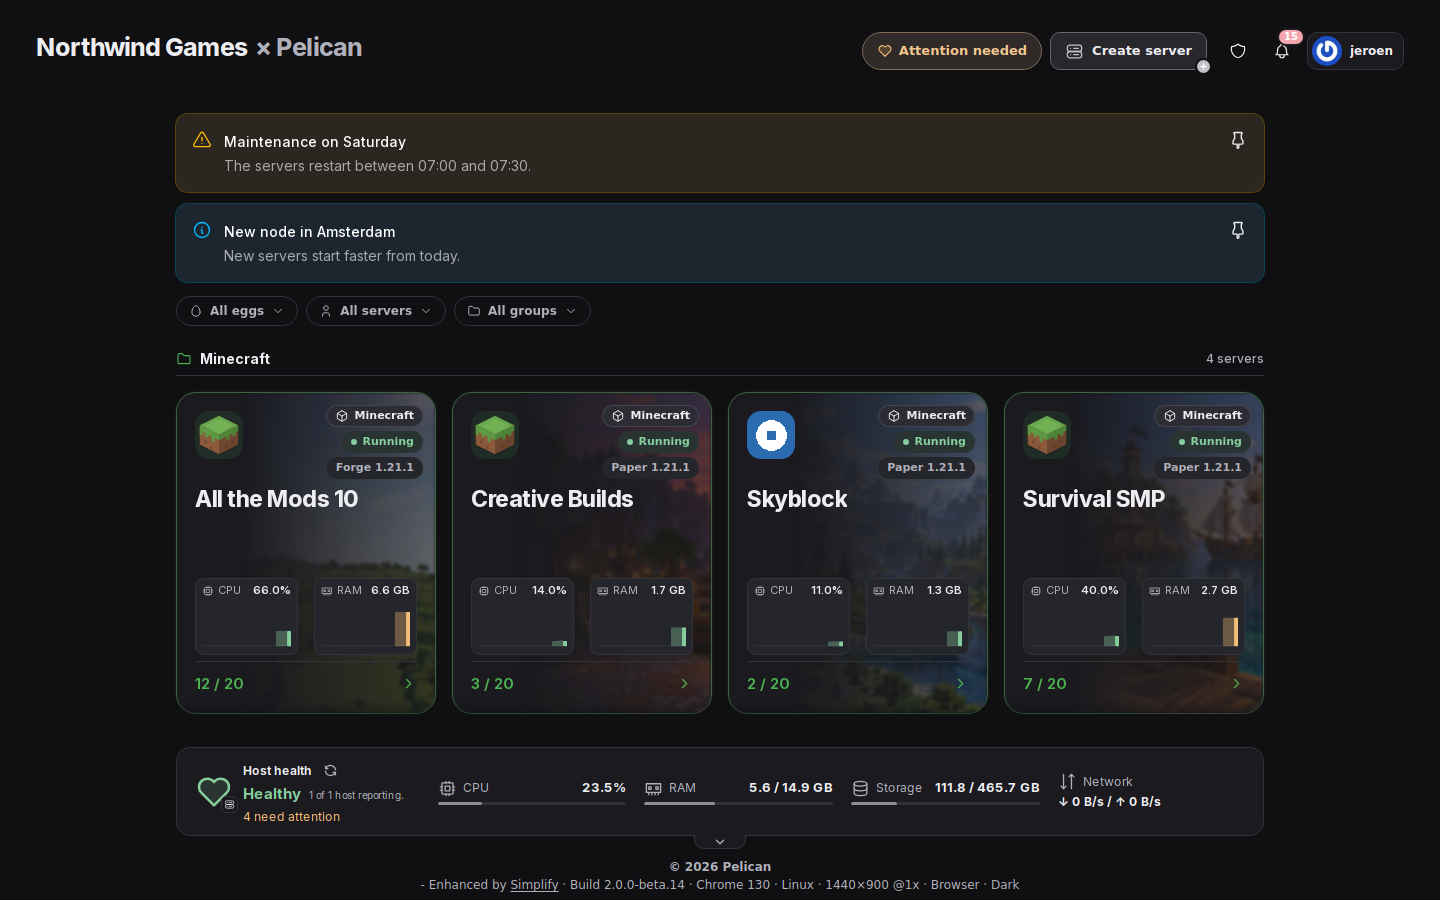 Northwind Games × Pelican
Attention needed
Create server
15
jeroen
Maintenance on Saturday
The servers restart between 07:00 and 07:30.
New node in Amsterdam
New servers start faster from today.
All eggs
All servers
All groups
Minecraft
4 servers
Minecraft
Running
Forge 1.21.1
All the Mods 10
CPU 66.0%
RAM 6.6 GB
12 / 20
Minecraft
Running
Paper 1.21.1
Creative Builds
CPU 14.0%
RAM 1.7 GB
3 / 20
Minecraft
Running
Paper 1.21.1
Skyblock
CPU 11.0%
RAM 1.3 GB
2 / 20
Minecraft
Running
Paper 1.21.1
Survival SMP
CPU 40.0%
RAM 2.7 GB
7 / 20
Host health
Healthy 1 of 1 host reporting.
4 need attention
CPU 23.5%
RAM 5.6 / 14.9 GB
Storage 111.8 / 465.7 GB
Network
↓ 0 B/s / ↑ 0 B/s
© 2026 Pelican
- Enhanced by Simplify · Build 2.0.0-beta.14 · Chrome 130 · Linux · 1440×900 @1x · Browser · Dark